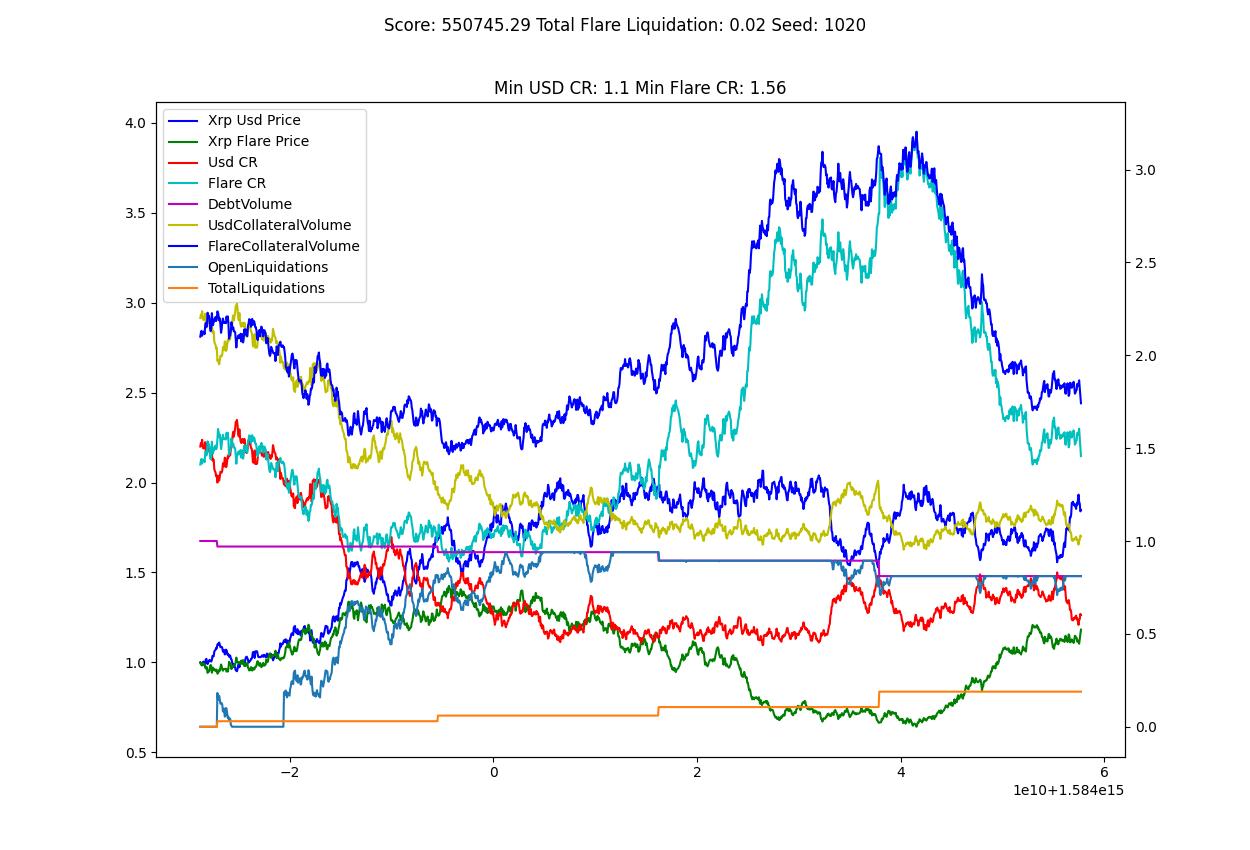 Score: 550745.29 Total Flare Liquidation: 0.02 Seed: 1020
Min USD CR: 1.1 Min Flare CR: 1.56
Xrp Usd Price
Xrp Flare Price
Usd CR
Flare CR
DebtVolume
UsdCollateralVolume
FlareCollateralVolume
OpenLiquidations
TotalLiquidations
4.0
3.5
3.0
2.5
2.0
1.5
1.0
0.5
3.0
2.5
2.0
1.5
1.0
0.5
0.0
−2 0 2 4 6
1e10+1.584e15